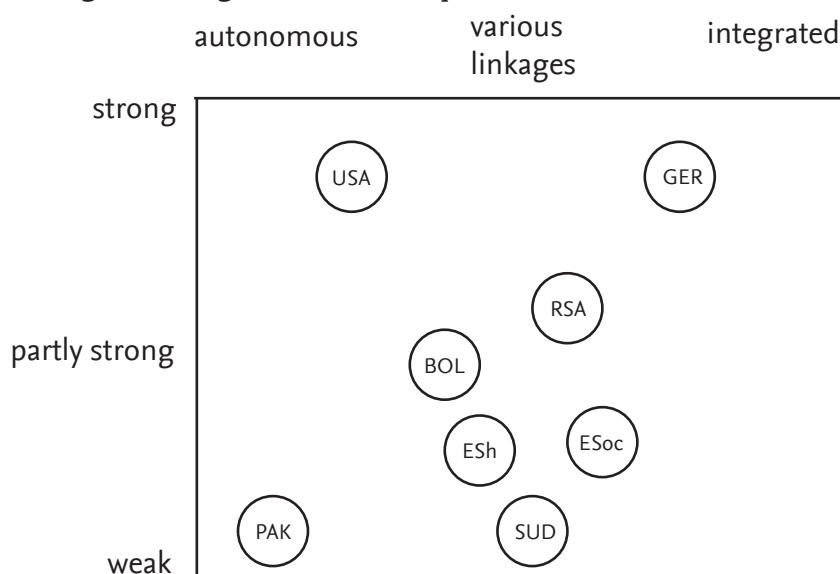 autonomous
various
linkages
integrated
strong
USA
GER
RSA
partly strong
BOL
ESh
ESoc
PAK
SUD
weak